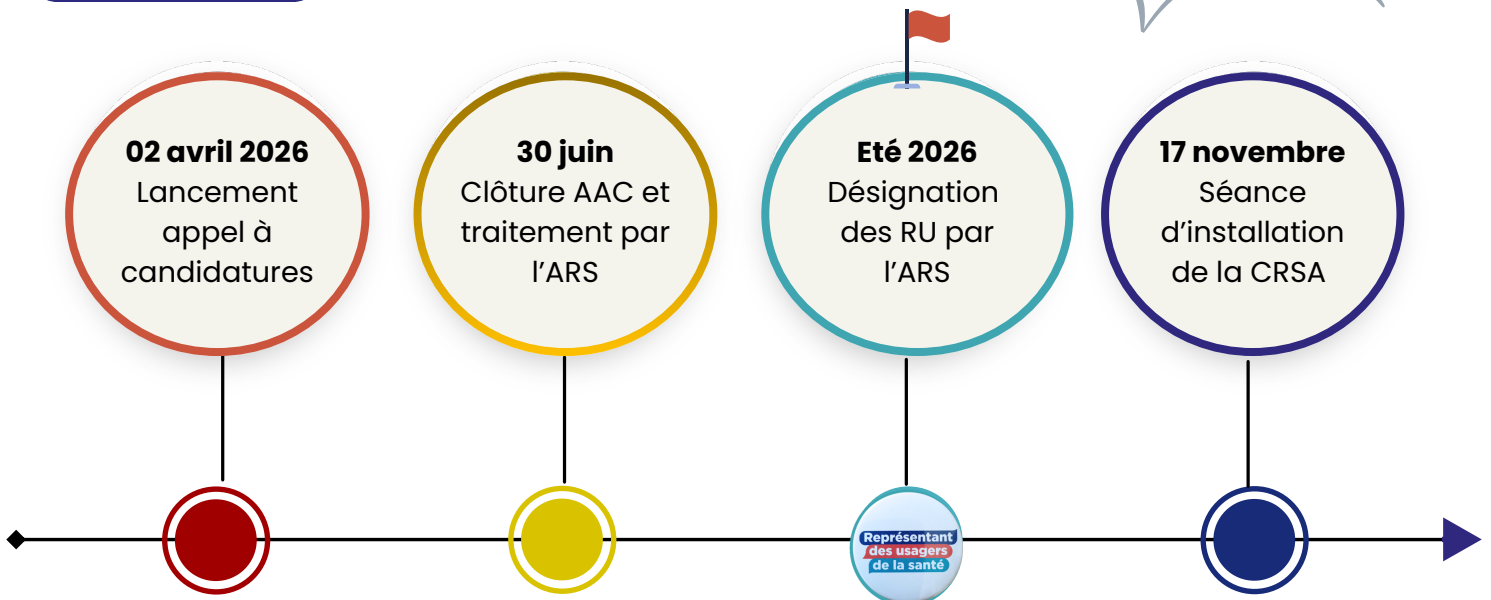 02 avril 2026
Lancement
appel à
candidatures
30 juin
Clôture AAC et
traitement par
l'ARS
Eté 2026
Désignation
des RU par
l'ARS
17 novembre
Séance
d'installation
de la CRSA
Représentant
des usagers
de la santé